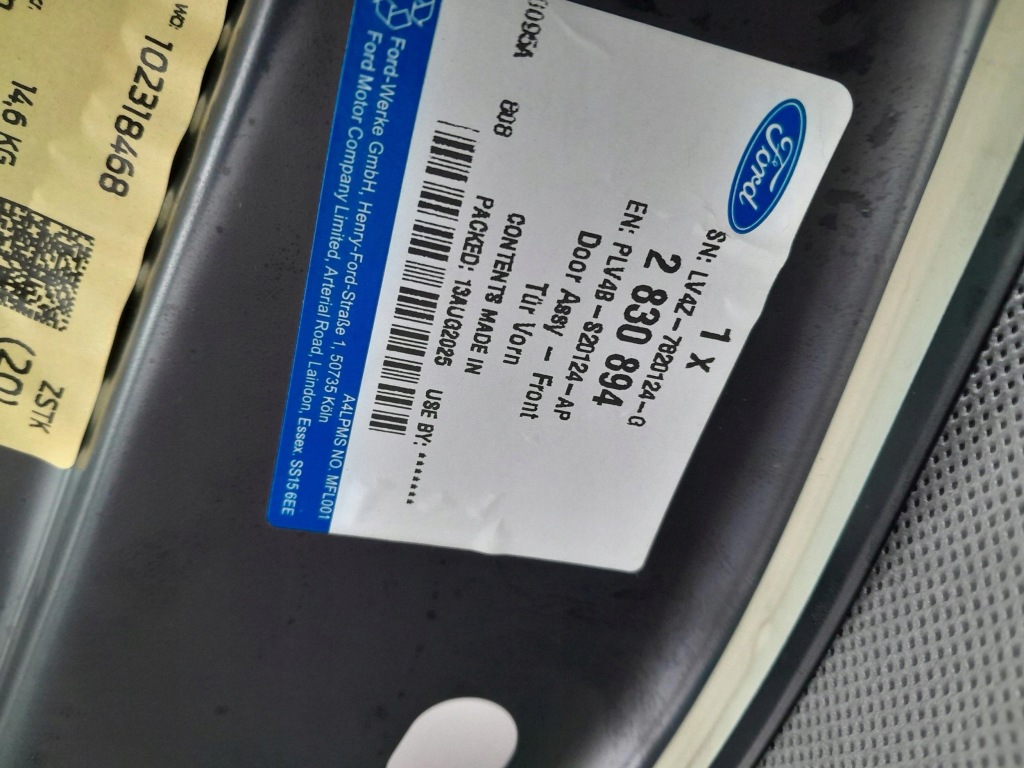 Ford
1 X
SN: LV4Z-7820124-G
2 830 894
EN: PLV4B-S20124-AP
Door Assy - Front
Tür Vorn
808
CONTENTS MADE IN
PACKED: 13AUG2025 USE BY: ********
A4LPMS NO. MFL001
Ford-Werke GmbH, Henry-Ford-Straße 1, 50735 Köln
Ford Motor Company Limited, Arterial Road, Laindon, Essex. SS15 6EE
102318468
14,6 KG
ZSTK
(20)